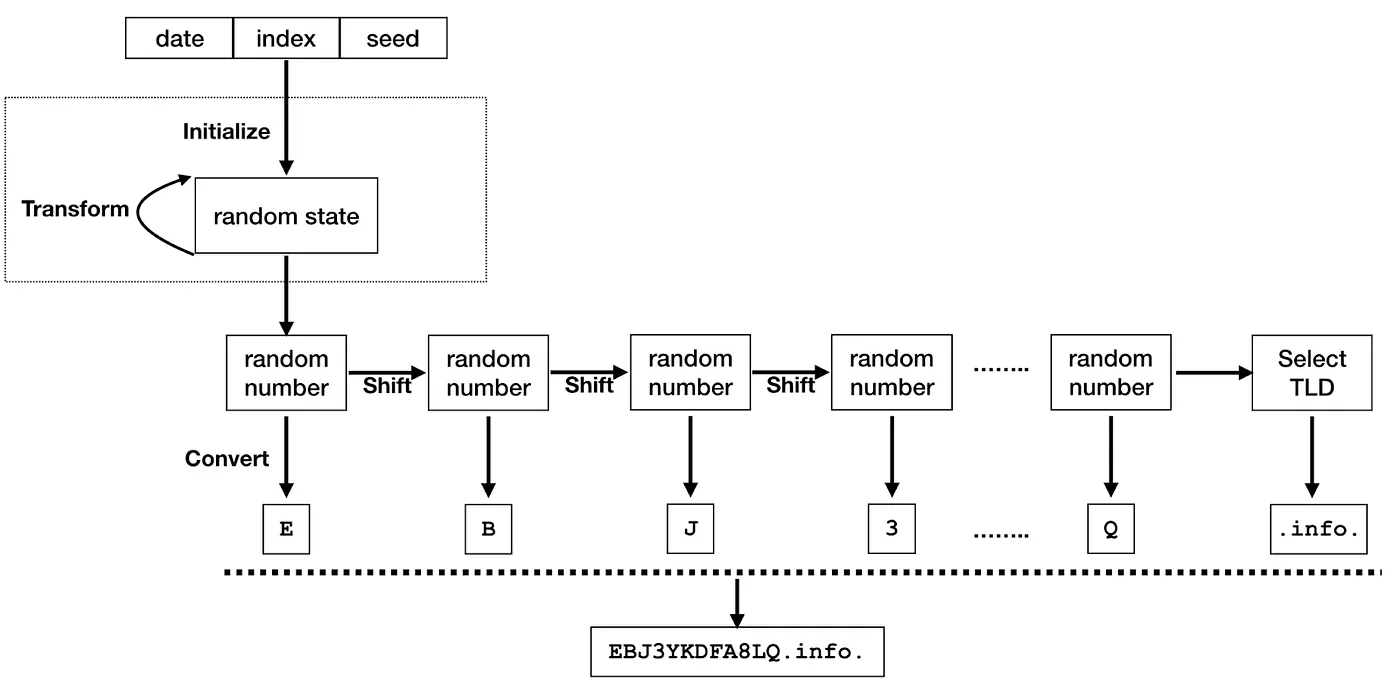 date index seed
Initialize
Transform
random state
random random random random random Select
number number number number number TLD
Shift Shift Shift
........
Convert
E B J 3 ........ Q .info.
EBJ3YKDFA8LQ.info.